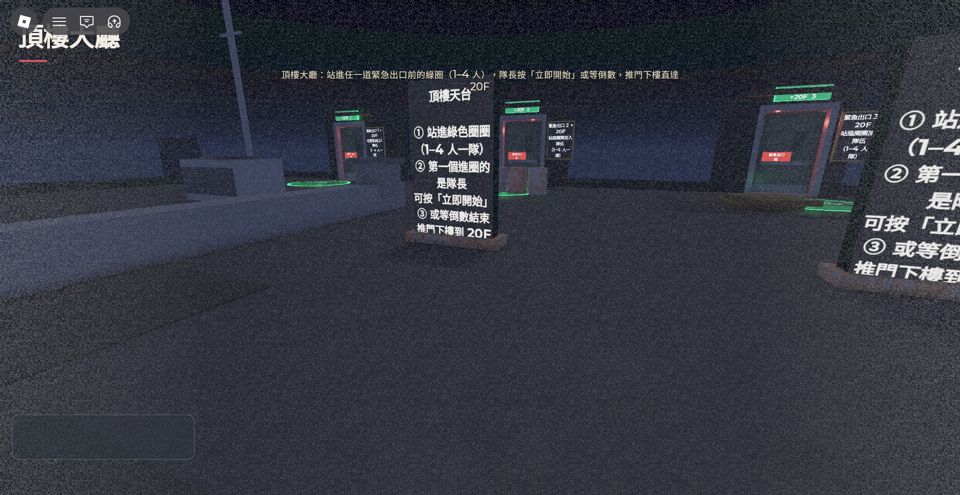 頂樓大廳
頂樓大廳：站進任一道緊急出口前的綠圈（1–4 人），隊長按「立即開始」或等倒數，推門下樓直達
20F
頂樓天台
① 站進綠色圈圈
（1–4 人一隊）
② 第一個進圈的
是隊長
可按「立即開始」
③ 或等倒數結束
推門下樓到 20F
緊急出口 2
20F
緊急出口 3
20F
① 站
（1–4
② 第一
是隊
可按「立
③ 或等倒
推門下樓到